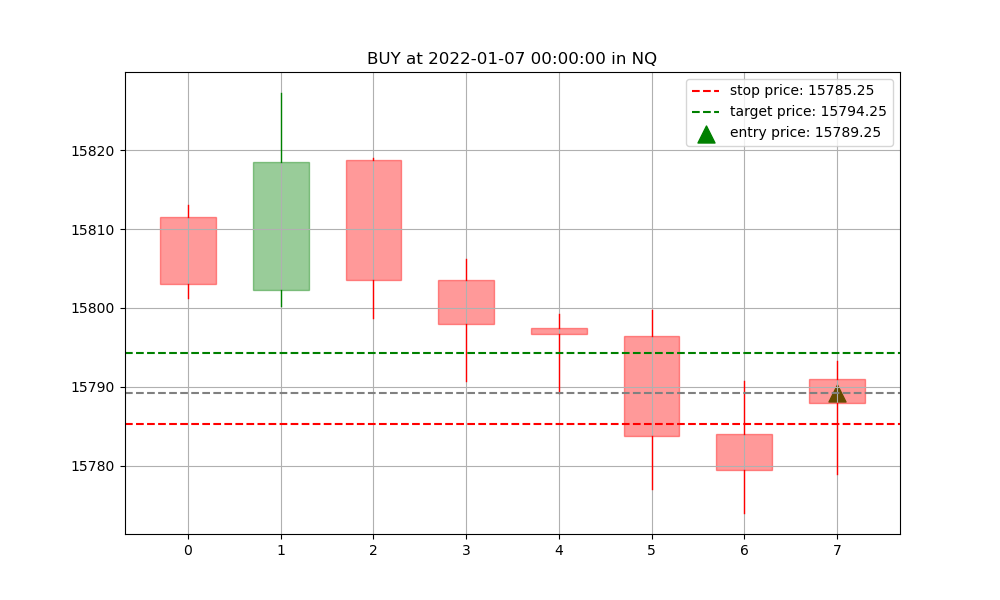 BUY at 2022-01-07 00:00:00 in NQ
stop price: 15785.25
target price: 15794.25
entry price: 15789.25
15820
15810
15800
15790
15780
0 1 2 3 4 5 6 7